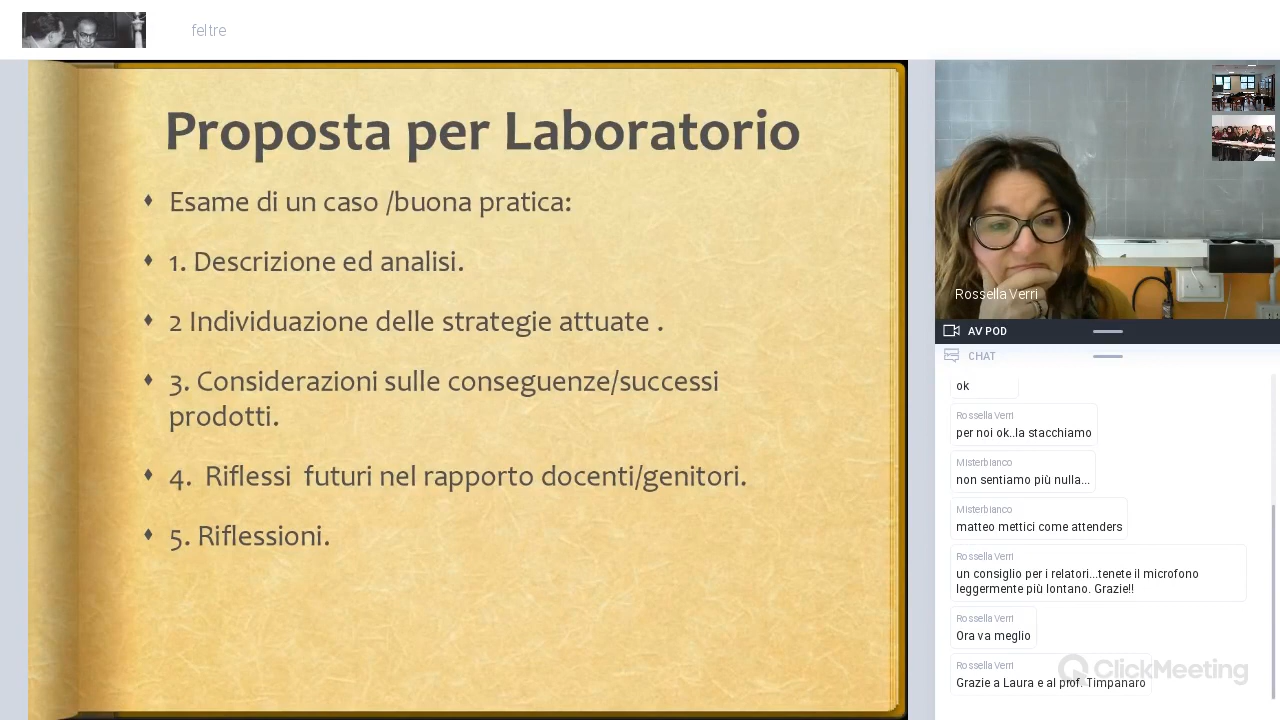 feltre
Proposta per Laboratorio
Esame di un caso /buona pratica:
1. Descrizione ed analisi.
2 Individuazione delle strategie attuate .
3. Considerazioni sulle conseguenze/successi
prodotti.
4.  Riflessi  futuri nel rapporto docenti/genitori.
5. Riflessioni.
Rossella Verri
AV POD
CHAT
ok
Rossella Verri
per noi ok..la stacchiamo
Misterbianco
non sentiamo più nulla...
Misterbianco
matteo mettici come attenders
Rossella Verri
un consiglio per i relatori...tenete il microfono
leggermente più lontano. Grazie!!
Rossella Verri
Ora va meglio
Rossella Verri
Grazie a Laura e al prof. Timpanaro
ClickMeeting